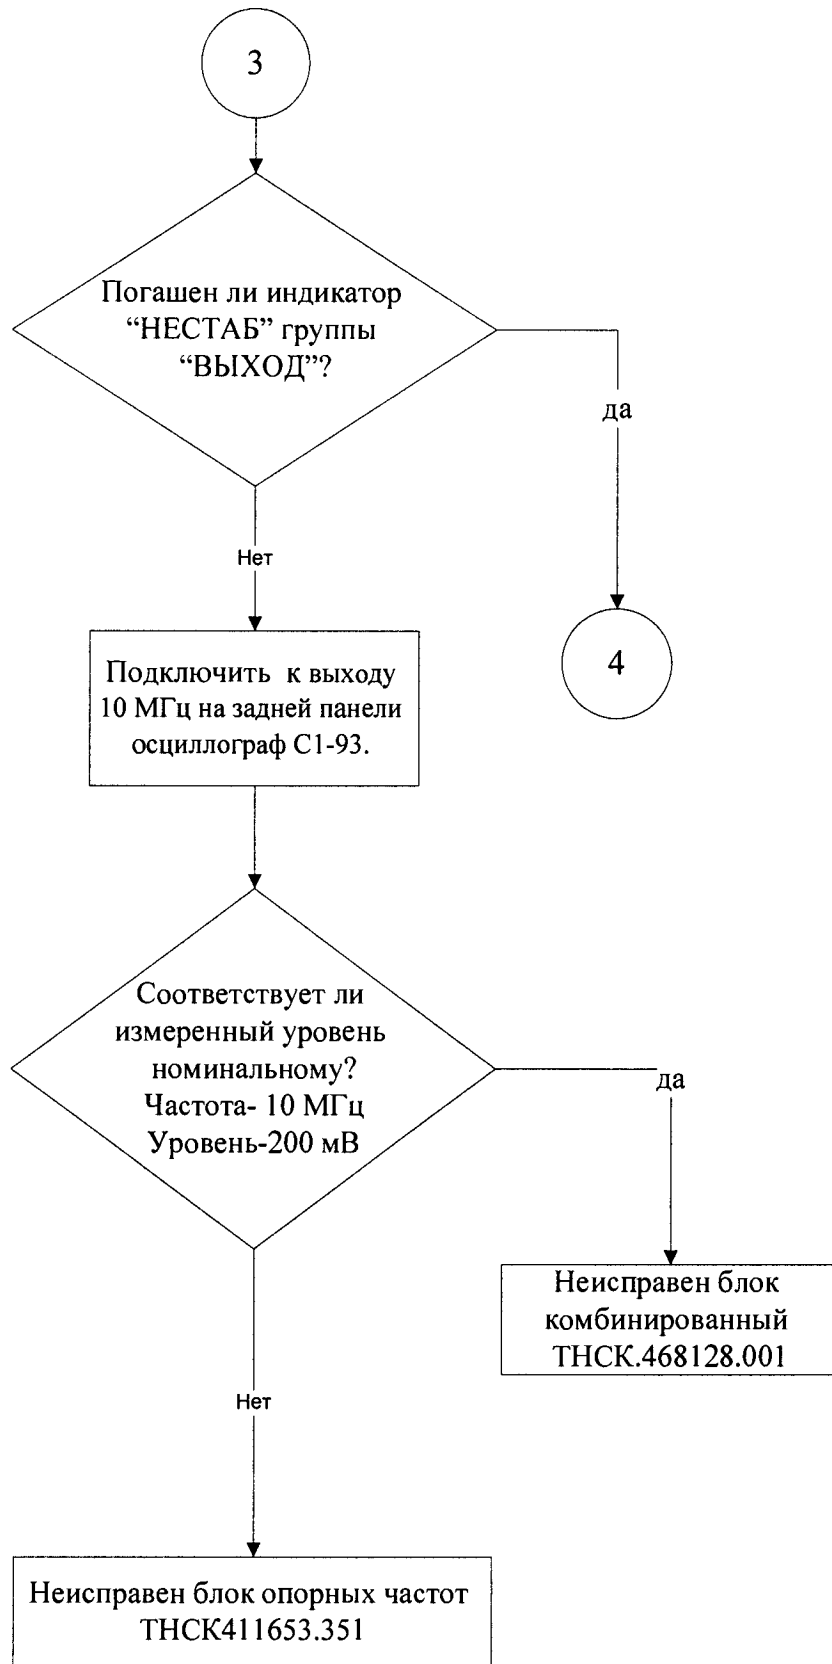 3
Погашен ли индикатор
“НЕСТАБ” группы
“ВЫХОД”?
да
Нет
Подключить к выходу
10 МГц на задней панели
осциллограф С1-93.
4
Соответствует ли
измеренный уровень
номинальному?
Частота- 10 МГц
Уровень-200 мВ
да
Неисправен блок
комбинированный
ТНСК.468128.001
Нет
Неисправен блок опорных частот
ТНСК411653.351